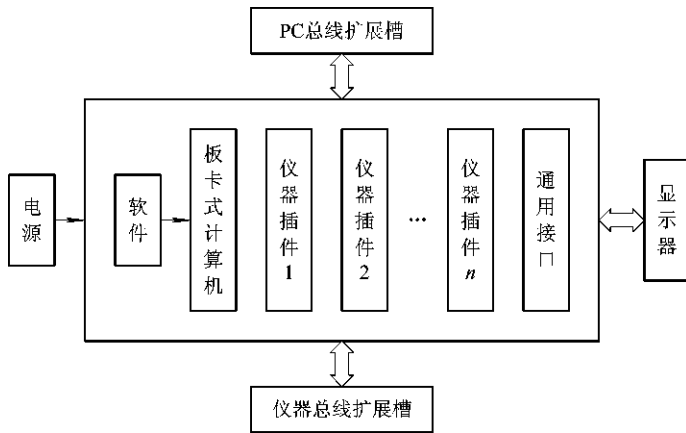 PC总线扩展槽
电源
软件
板卡式计算机
仪器插件1
仪器插件2
…
仪器插件n
通用接口
显示器
仪器总线扩展槽